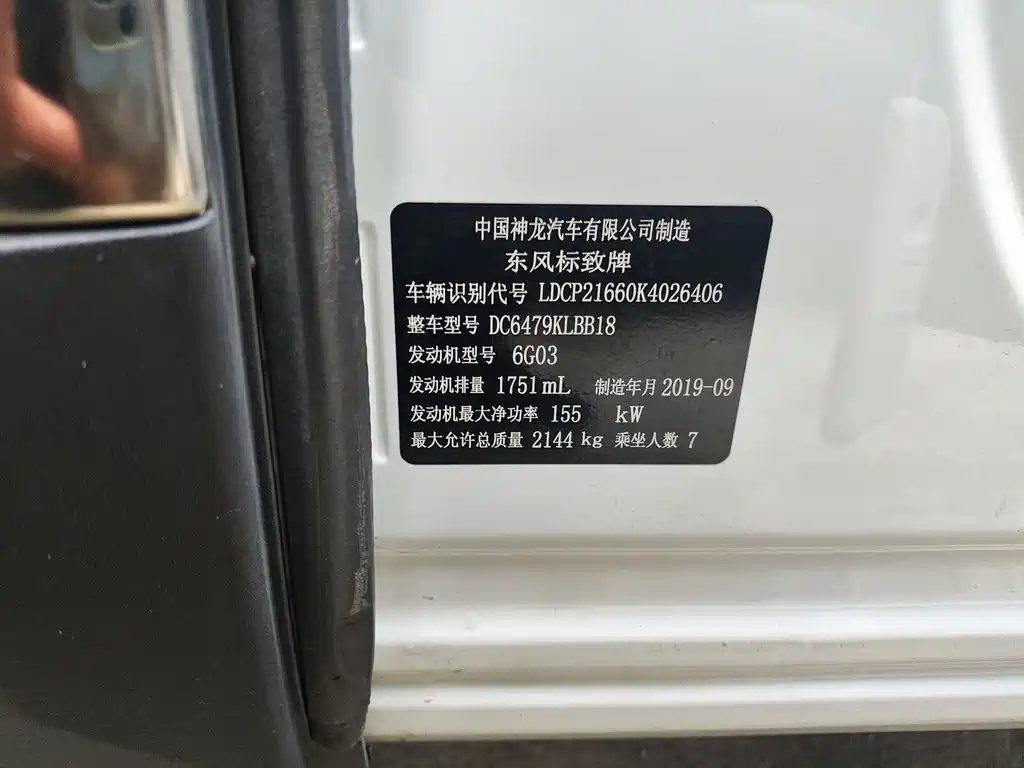 中国神龙汽车有限公司制造
东风标致牌
车辆识别代号 LDCP21660K4026406
整车型号 DC6479KLBB18
发动机型号 6G03
发动机排量 1751mL 制造年月 2019-09
发动机最大净功率 155 kW
最大允许总质量 2144 kg 乘坐人数 7